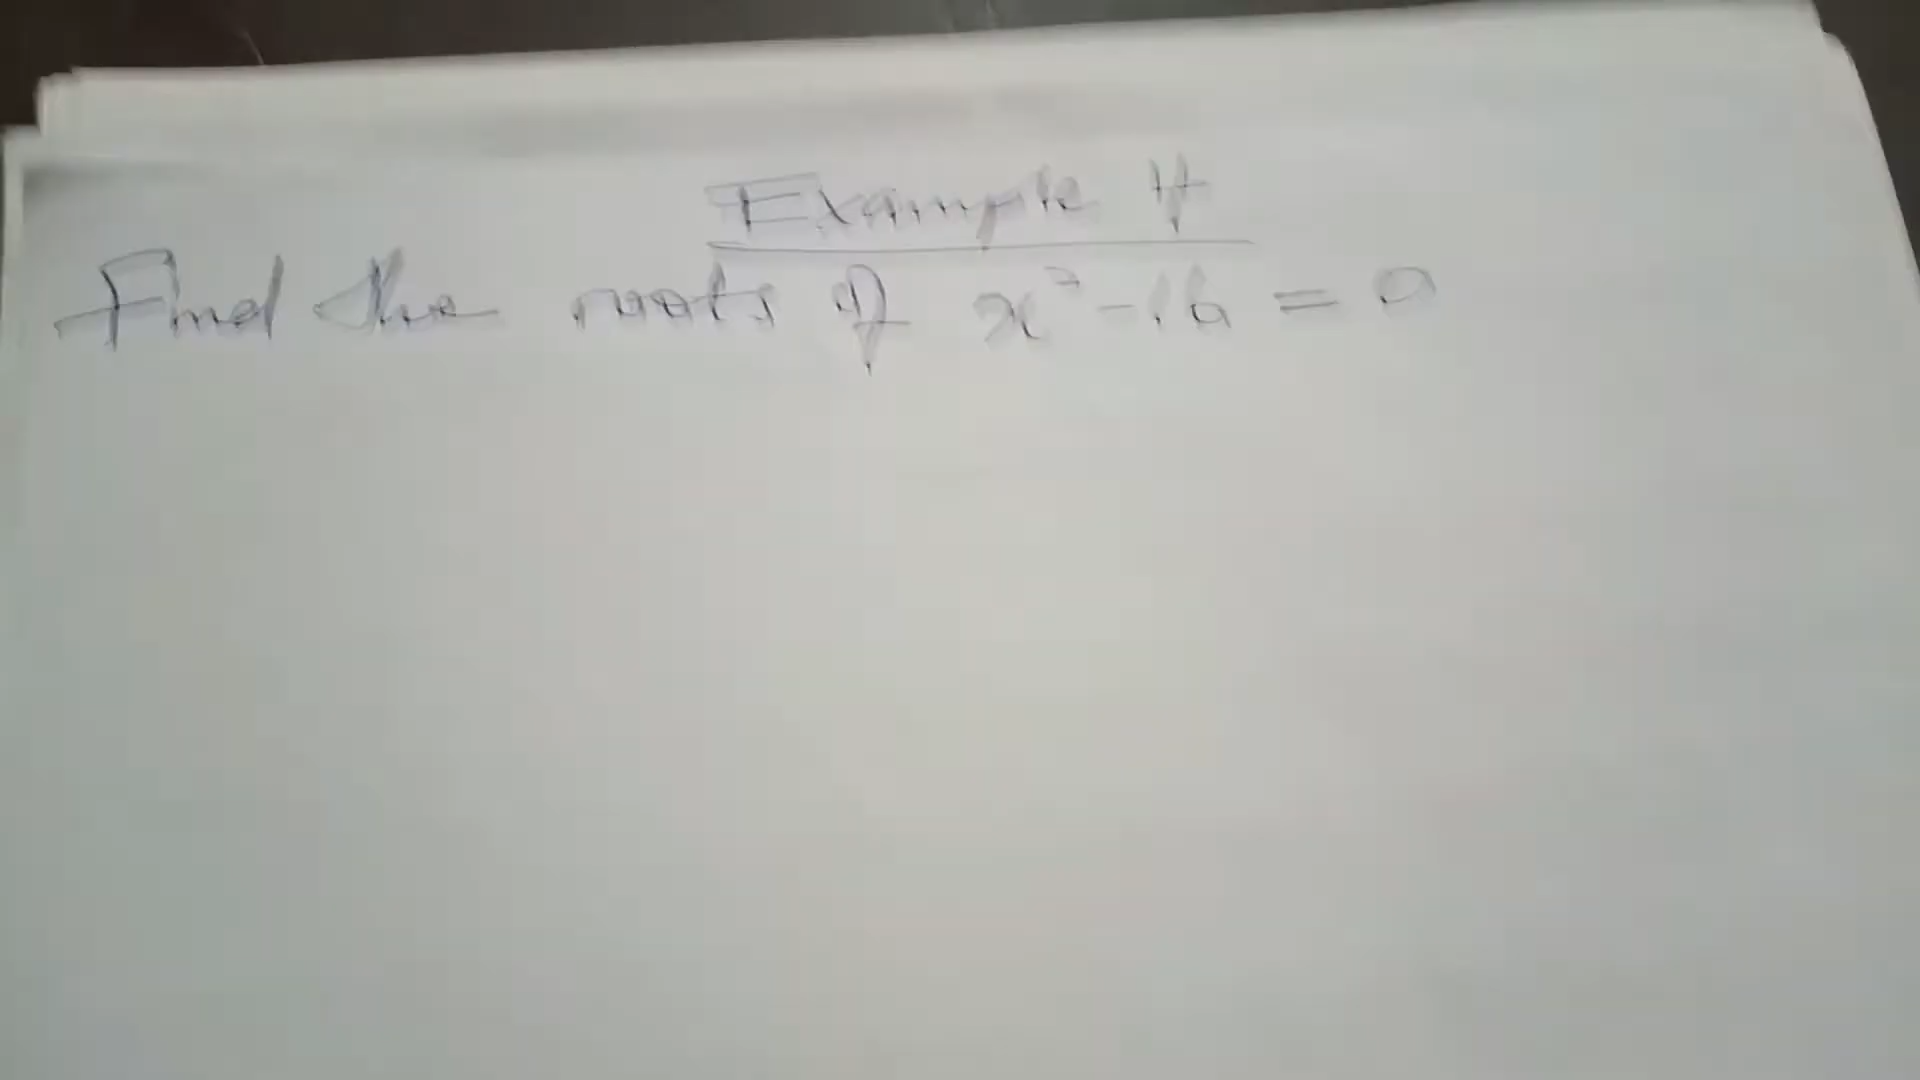 Example 4
Find the roots of x² - 16 = 0